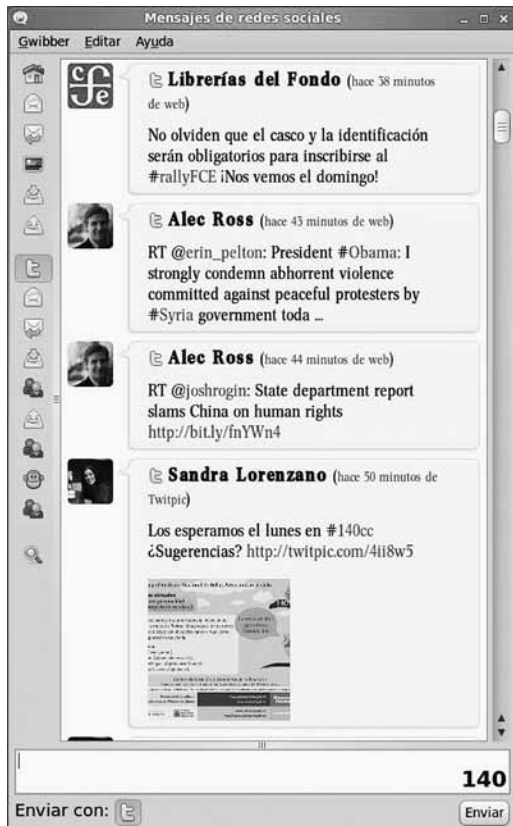 Mensajes de redes sociales
Gwibber Editar Ayuda
cfe
Librerías del Fondo (hace 38 minutos
de web)
No olviden que el casco y la identificación
serán obligatorios para inscribirse al
#rallyFCE ¡Nos vemos el domingo!
Alec Ross (hace 43 minutos de web)
RT @erin_pelton: President #Obama: I
strongly condemn abhorrent violence
committed against peaceful protesters by
#Syria government toda ...
Alec Ross (hace 44 minutos de web)
RT @joshrogin: State department report
slams China on human rights
http://bit.ly/fnYWn4
Sandra Lorenzano (hace 50 minutos de
Twitpic)
Los esperamos el lunes en #140cc
¿Sugerencias? http://twitpic.com/4ii8w5
140
Enviar con:
Enviar